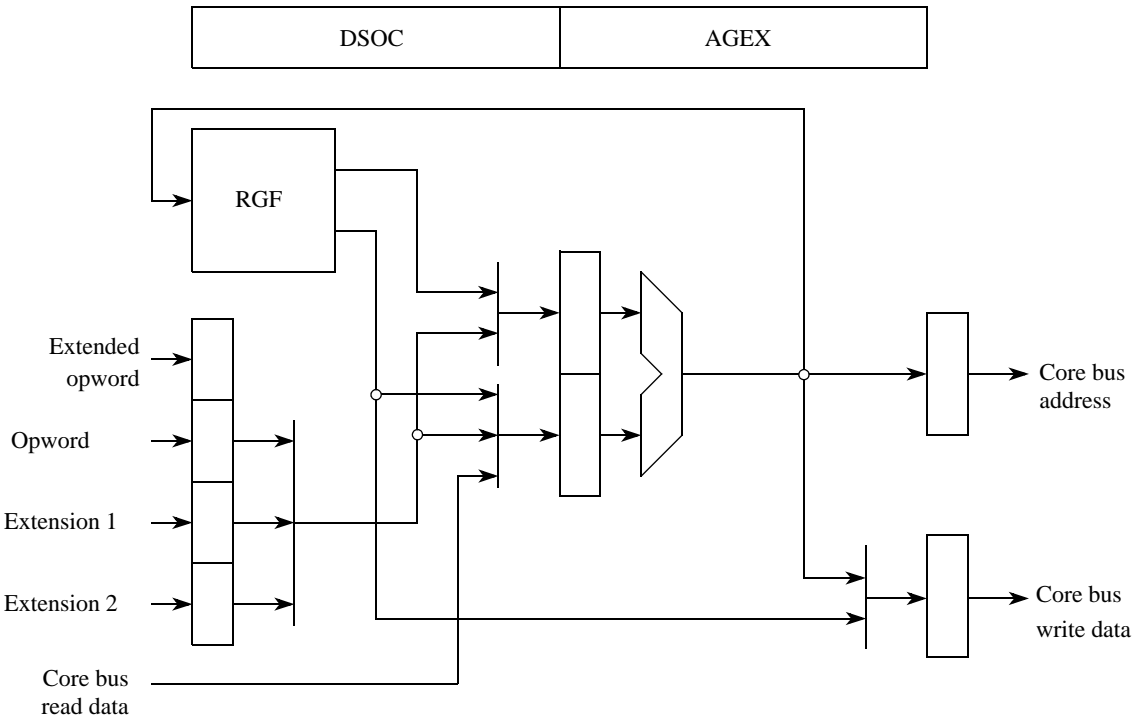 DSOC
AGEX
RGF
Extended
opword
Opword
Extension 1
Extension 2
Core bus
read data
Core bus
address
Core bus
write data